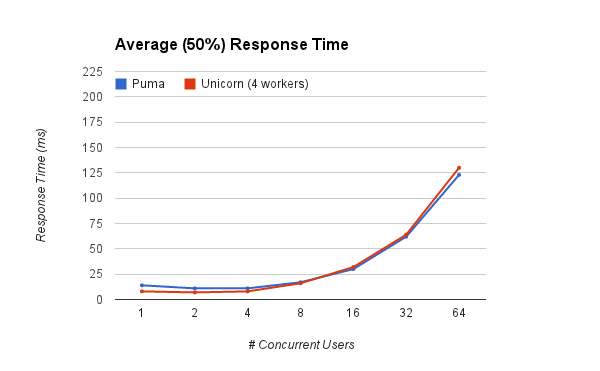 Average (50%) Response Time
225
Puma
Unicorn (4 workers)
200
175
150
125
100
75
50
25
0
Response Time (ms)
1 2 4 8 16 32 64
# Concurrent Users